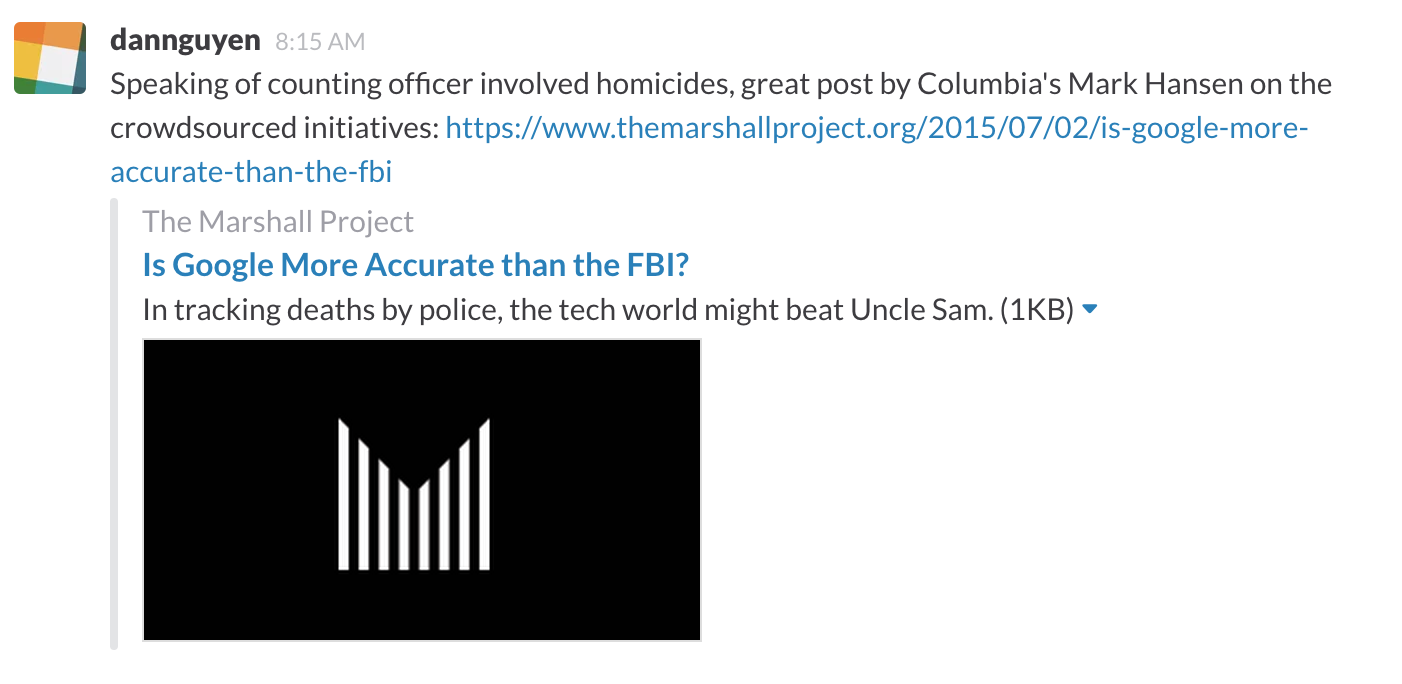 dannguyen 8:15 AM
Speaking of counting officer involved homicides, great post by Columbia's Mark Hansen on the
crowdsourced initiatives: https://www.themarshallproject.org/2015/07/02/is-google-more-
accurate-than-the-fbi
The Marshall Project
Is Google More Accurate than the FBI?
In tracking deaths by police, the tech world might beat Uncle Sam. (1KB)